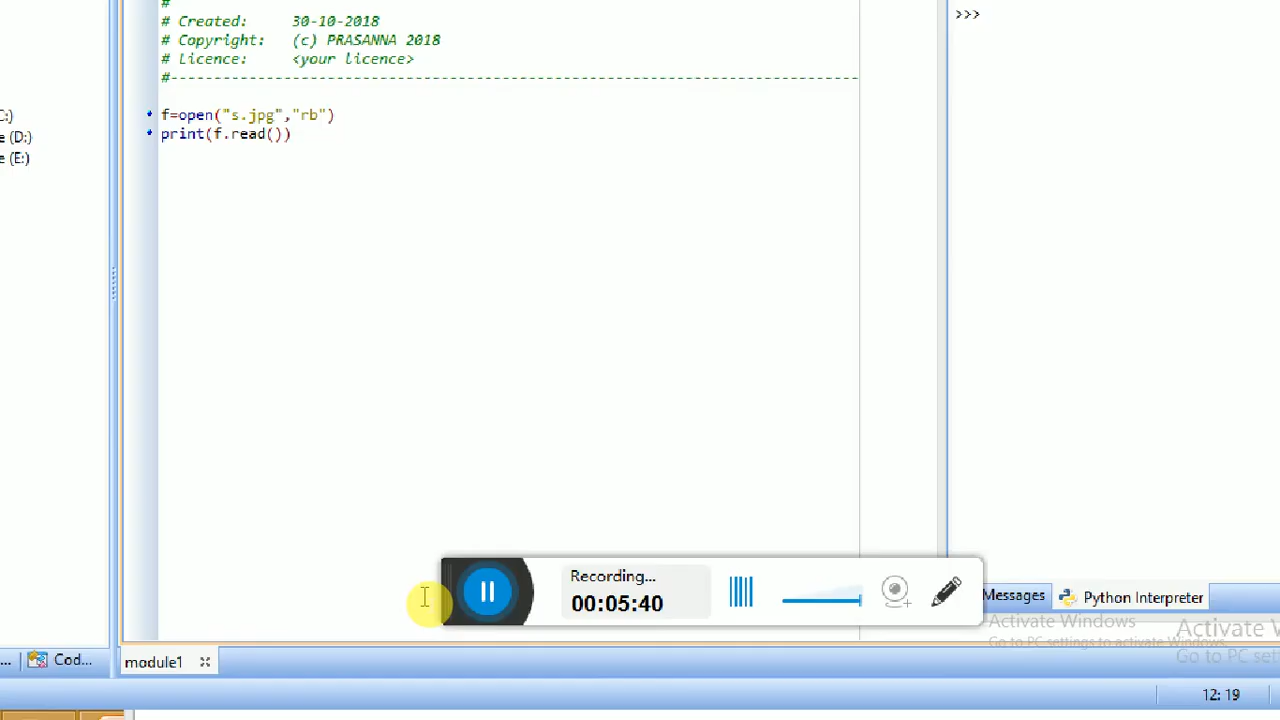 #
# Created:     30-10-2018
# Copyright:   (c) PRASANNA 2018
# Licence:     <your licence>
#-------------------------------------------------------------------------------
f=open("s.jpg","rb")
print(f.read())
>>>
C:)
e (D:)
e (E:)
Recording...
00:05:40
Messages
Python Interpreter
Activate Windows
Go to PC settings to activate Windows.
Activate W
Go to PC set
... Cod...
module1
12: 19